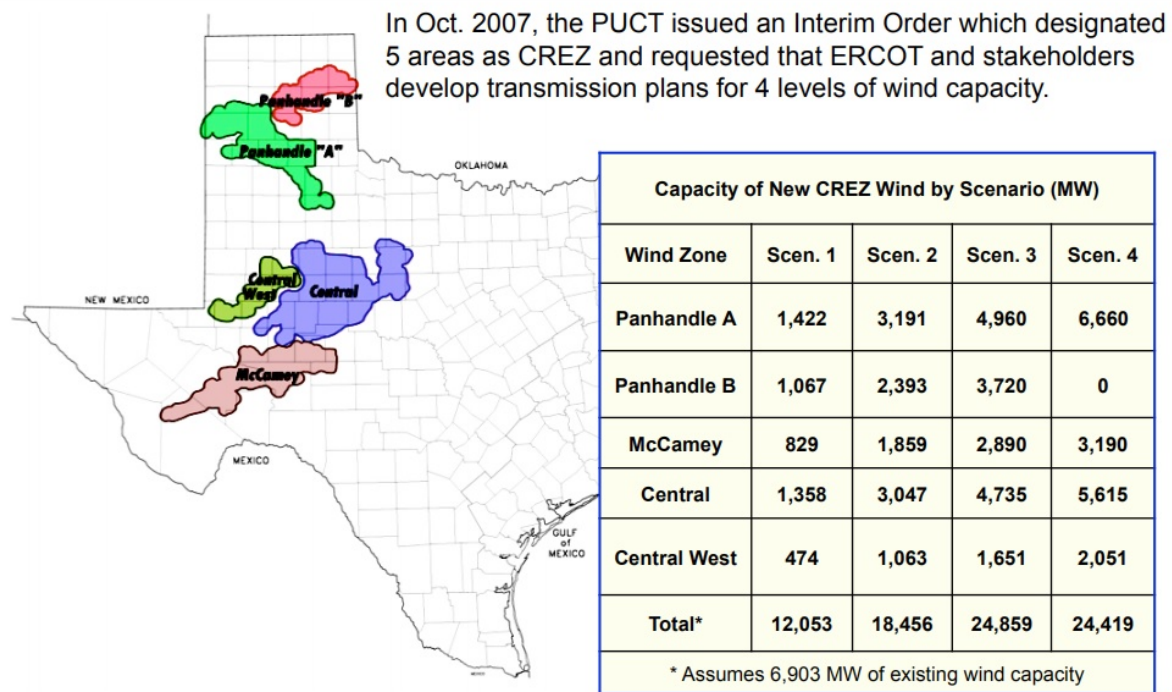 In Oct. 2007, the PUCT issued an Interim Order which designated
5 areas as CREZ and requested that ERCOT and stakeholders
develop transmission plans for 4 levels of wind capacity.
Panhandle "B"
Panhandle "A"
OKLAHOMA
Central
West
Central
NEW MEXICO
McCamey
MEXICO
GULF
of
MEXICO
MEXICO
Capacity of New CREZ Wind by Scenario (MW)
Wind Zone Scen. 1 Scen. 2 Scen. 3 Scen. 4
Panhandle A 1,422 3,191 4,960 6,660
Panhandle B 1,067 2,393 3,720 0
McCamey 829 1,859 2,890 3,190
Central 1,358 3,047 4,735 5,615
Central West 474 1,063 1,651 2,051
Total* 12,053 18,456 24,859 24,419
* Assumes 6,903 MW of existing wind capacity